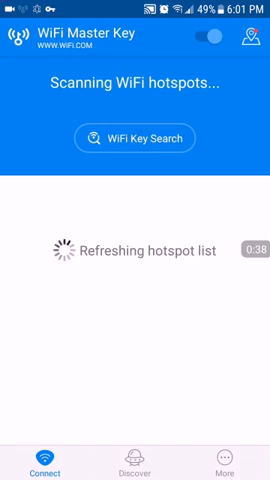 49% 6:01 PM
WiFi Master Key
WWW.WIFI.COM
Scanning WiFi hotspots...
WiFi Key Search
Refreshing hotspot list
0:38
Connect
Discover
More